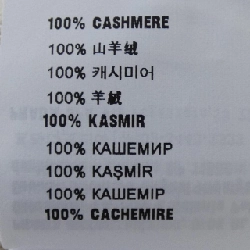 100% CASHMERE
100% 山羊绒
100% 캐시미어
100% 羊絨
100% KASMIR
100% КАШЕМИР
100% KAŞMİR
100% КАШЕМІР
100% CACHEMIRE